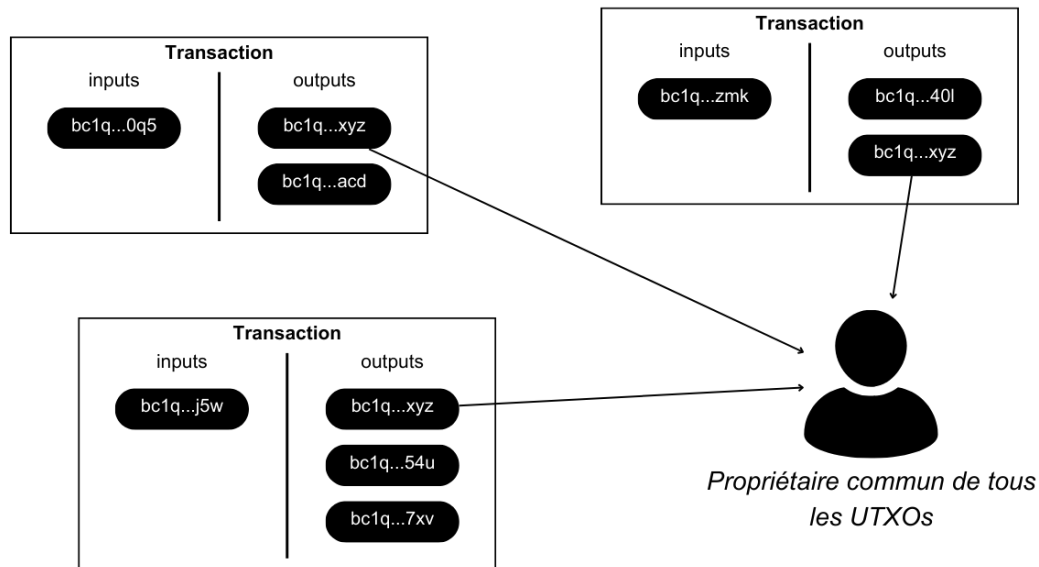 Transaction
inputs
outputs
bc1q...0q5
bc1q...xyz
bc1q...acd
Transaction
inputs
outputs
bc1q...zmk
bc1q...40l
bc1q...xyz
Transaction
inputs
outputs
bc1q...j5w
bc1q...xyz
bc1q...54u
bc1q...7xv
Propriétaire commun de tous
les UTXOs